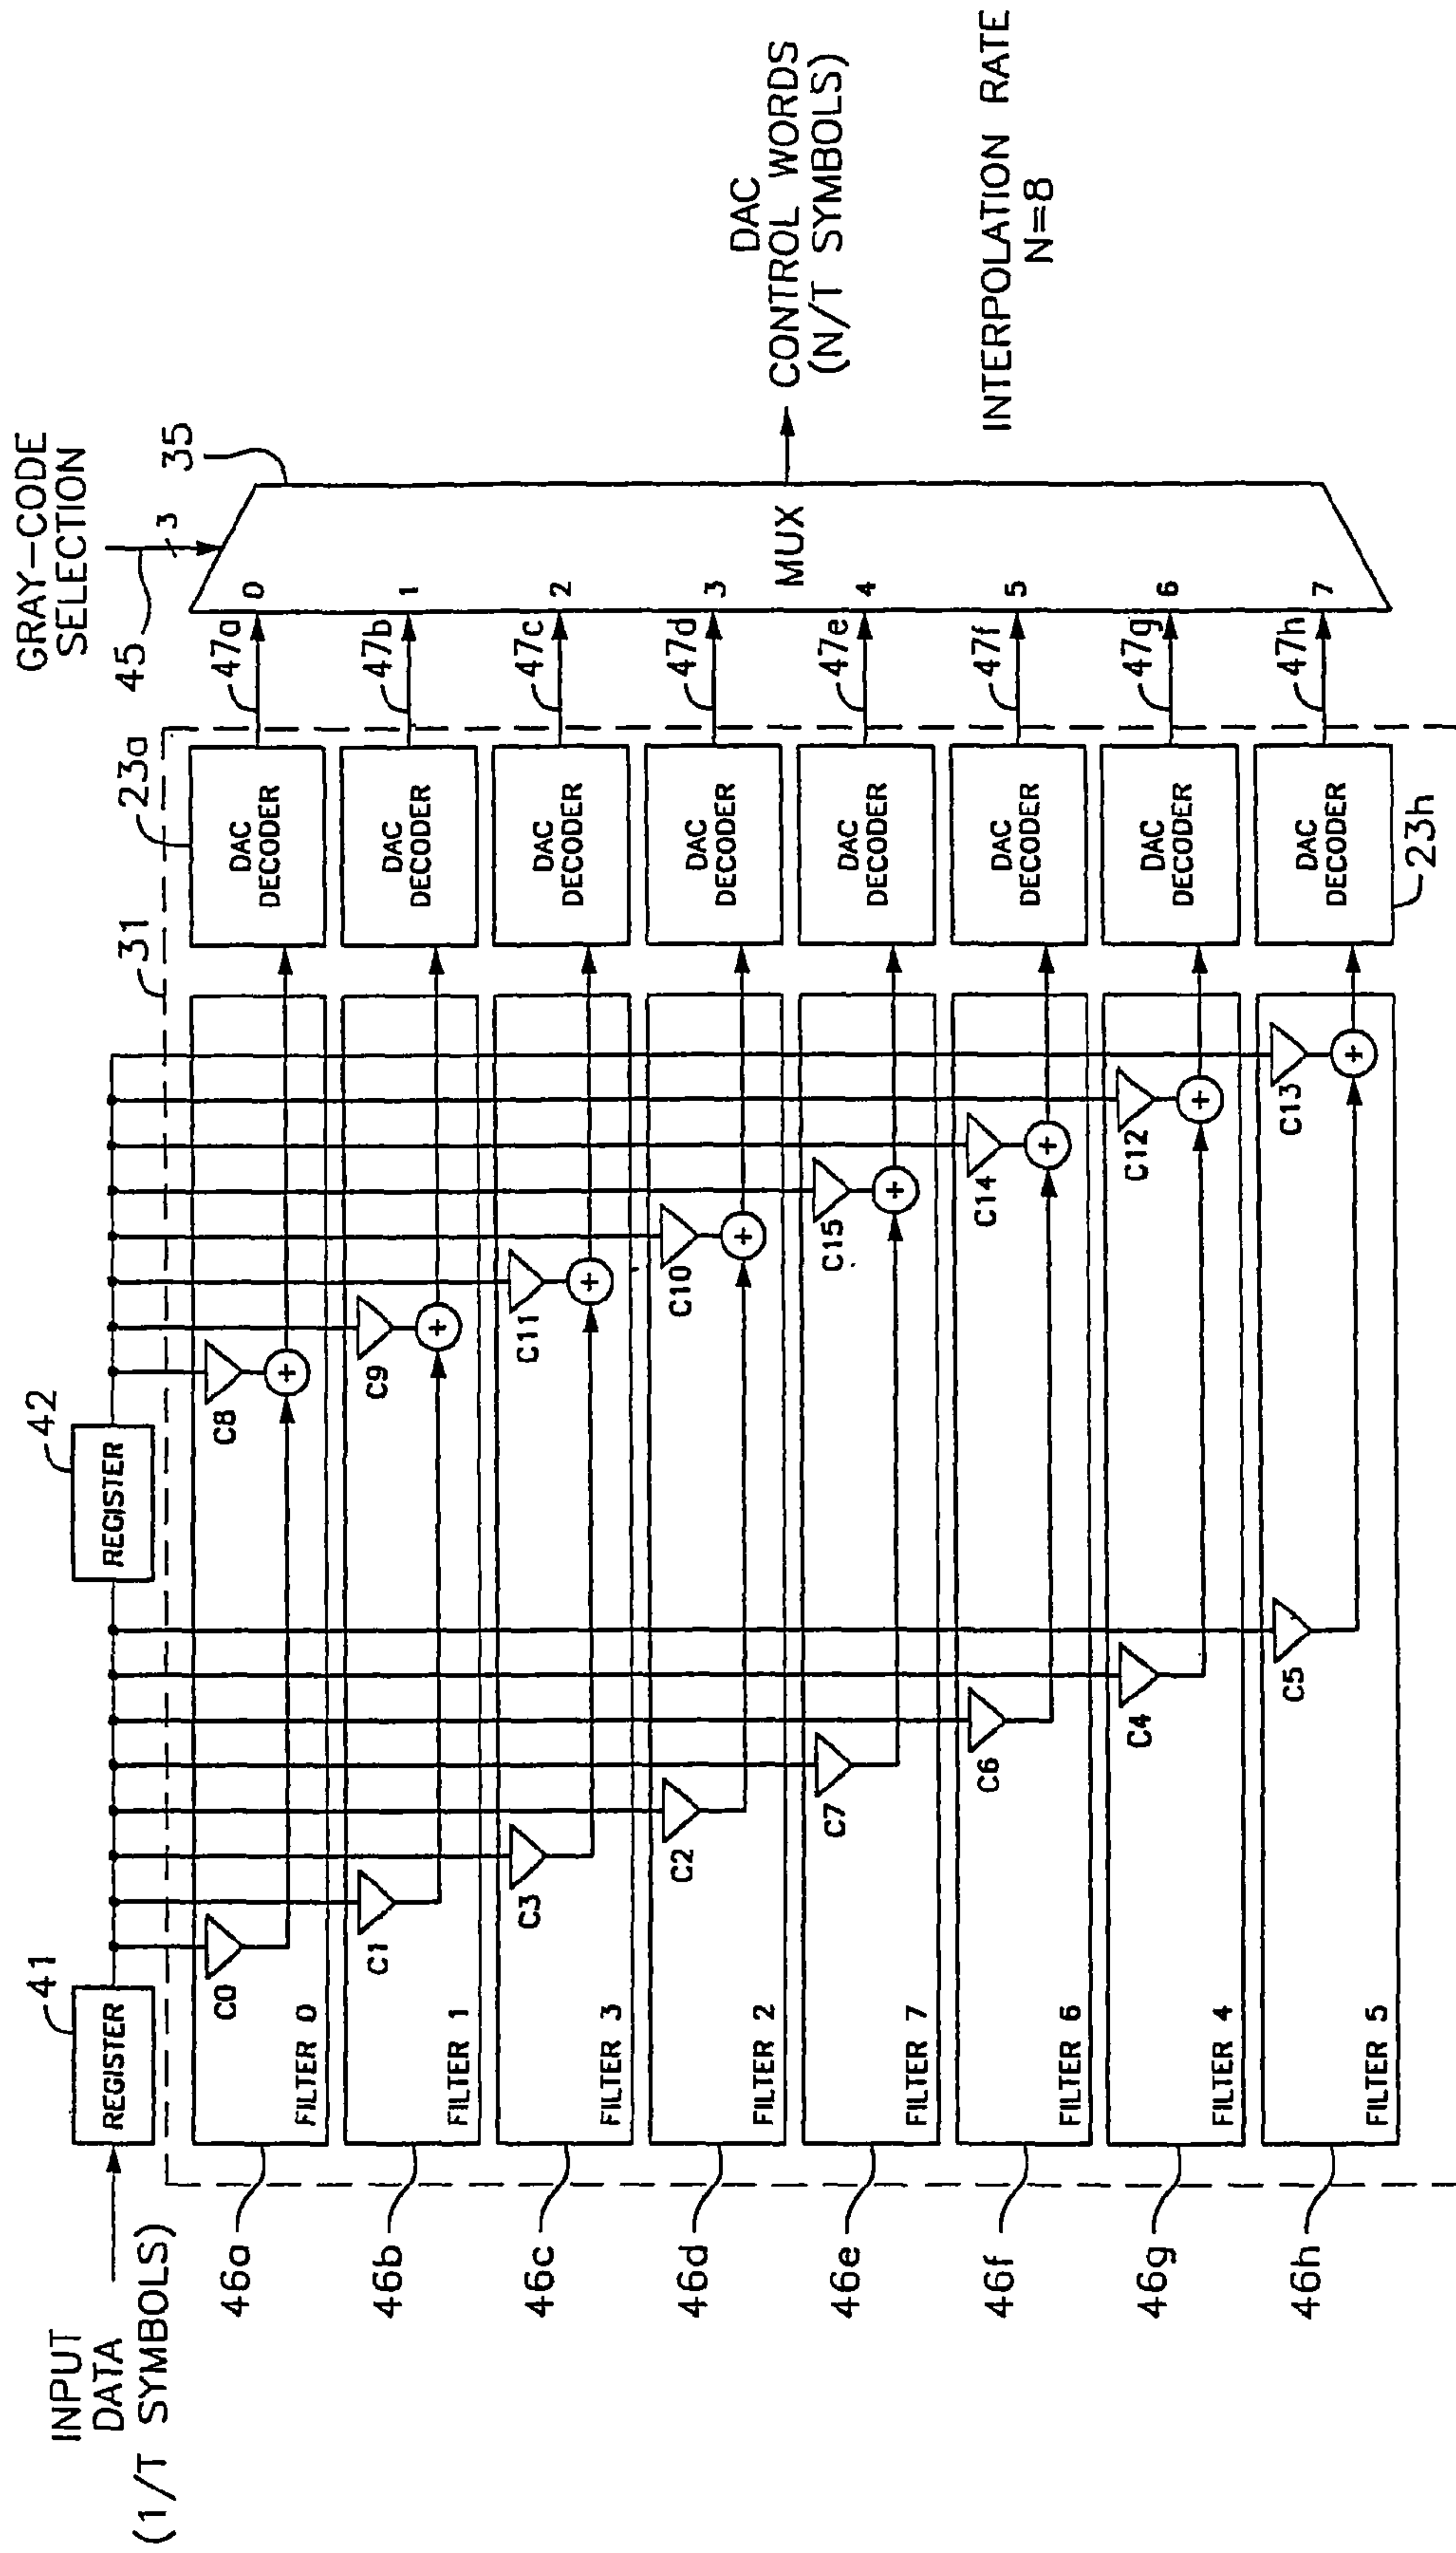 INPUT
DATA
(1/T SYMBOLS)
41
REGISTER
42
REGISTER
31
23a
45
GRAY-CODE
SELECTION
3
35
46a
FILTER 0
C0
C8
DAC
DECODER
47a
0
46b
FILTER 1
C1
C9
DAC
DECODER
47b
1
46c
FILTER 3
C3
C11
DAC
DECODER
47c
2
46d
FILTER 2
C2
C10
DAC
DECODER
47d
3
46e
FILTER 7
C7
C15
DAC
DECODER
47e
4
46f
FILTER 6
C6
C14
DAC
DECODER
47f
5
46g
FILTER 4
C4
C12
DAC
DECODER
47g
6
46h
FILTER 5
C5
C13
DAC
DECODER
47h
7
23h
MUX
DAC
CONTROL WORDS
(N/T SYMBOLS)
INTERPOLATION RATE
N=8